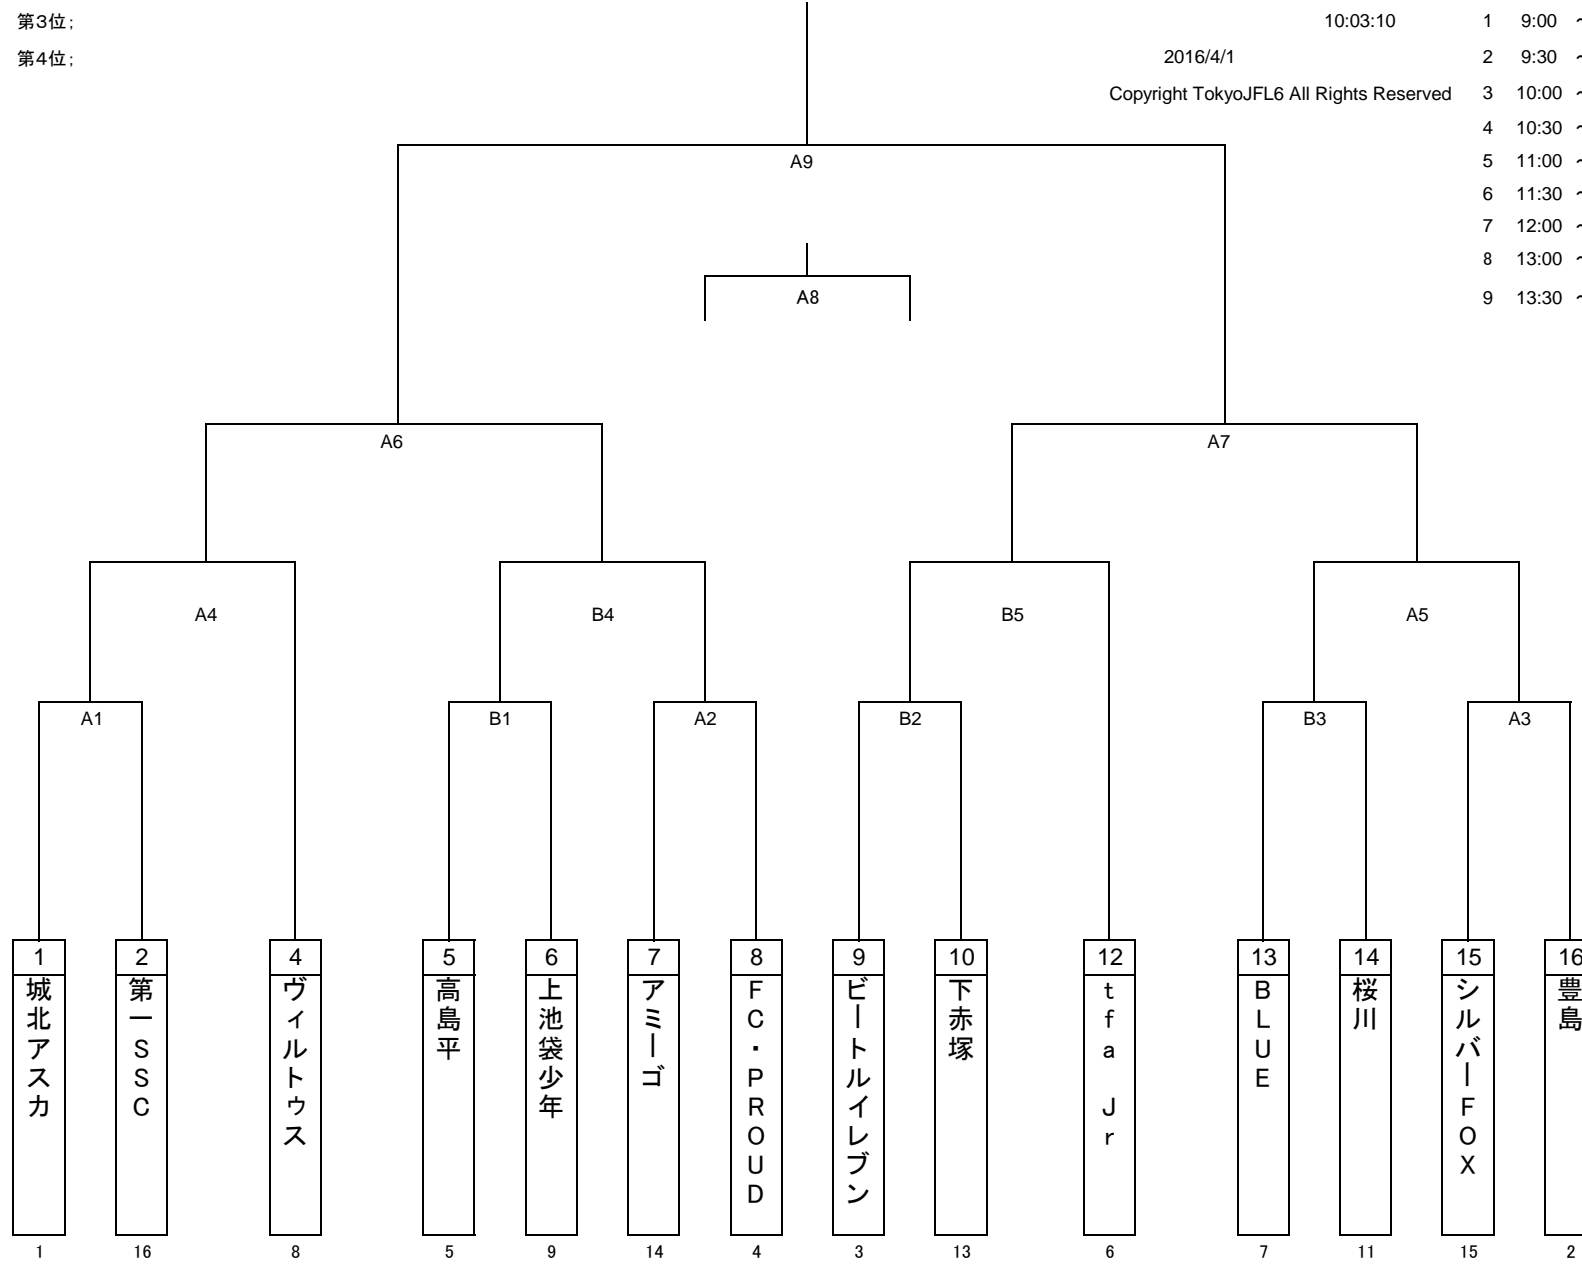 第3位;
10:03:10
1 9:00 ~
第4位;
2016/4/1
2 9:30 ~
Copyright TokyoJFL6 All Rights Reserved
3 10:00 ~
4 10:30 ~
5 11:00 ~
6 11:30 ~
7 12:00 ~
8 13:00 ~
9 13:30 ~
A9
A8
A6
A7
A4
B4
B5
A5
A1
B1
A2
B2
B3
A3
1
城北アスカ
1
2
第一SSC
16
4
ヴィルトゥス
8
5
高島平
5
6
上池袋少年
9
7
アミーゴ
14
8
FC・PROUD
4
9
ビートルイレブン
3
10
下赤塚
13
12
tfa Jr
6
13
BLUE
7
14
桜川
11
15
シルバーFOX
15
16
豊島
2